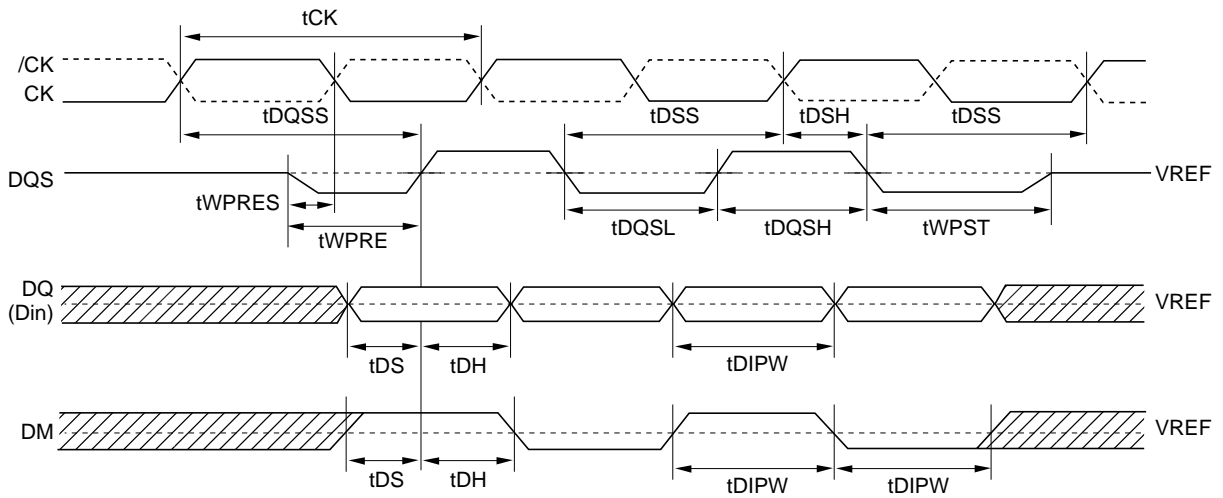 tCK
/CK
CK
tDQSS
tDSS
tDSH
tDSS
DQS
VREF
tWPRES
tDQSL
tDQSH
tWPST
tWPRE
DQ
(Din)
VREF
tDS
tDH
tDIPW
DM
VREF
tDS
tDH
tDIPW
tDIPW